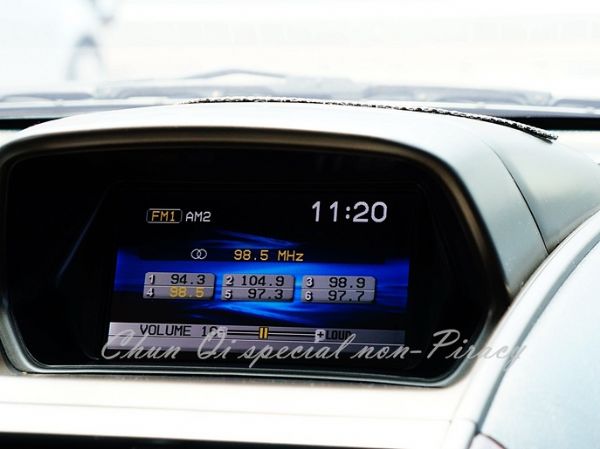 FM1 AM2 11:20
98.5 MHz
1 94.3 2 104.9 3 98.9
4 98.5 5 97.3 6 97.7
VOLUME - + LOUD
Chun Qi special non-Piracy